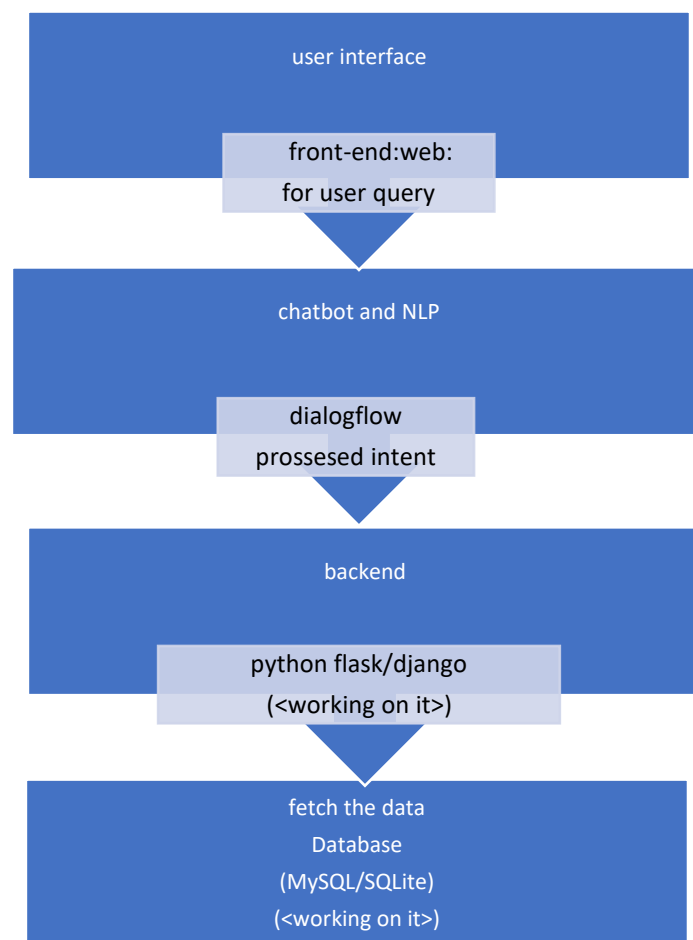 user interface
front-end:web:
for user query
chatbot and NLP
dialogflow
prossesed intent
backend
python flask/django
(<working on it>)
fetch the data
Database
(MySQL/SQLite)
(<working on it>)